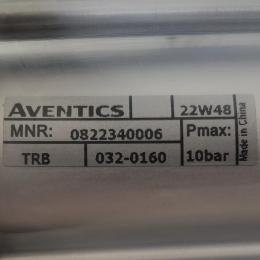 AVENTICS 22W48
MNR: 0822340006 Pmax:
TRB 032-0160 10bar
Made in China